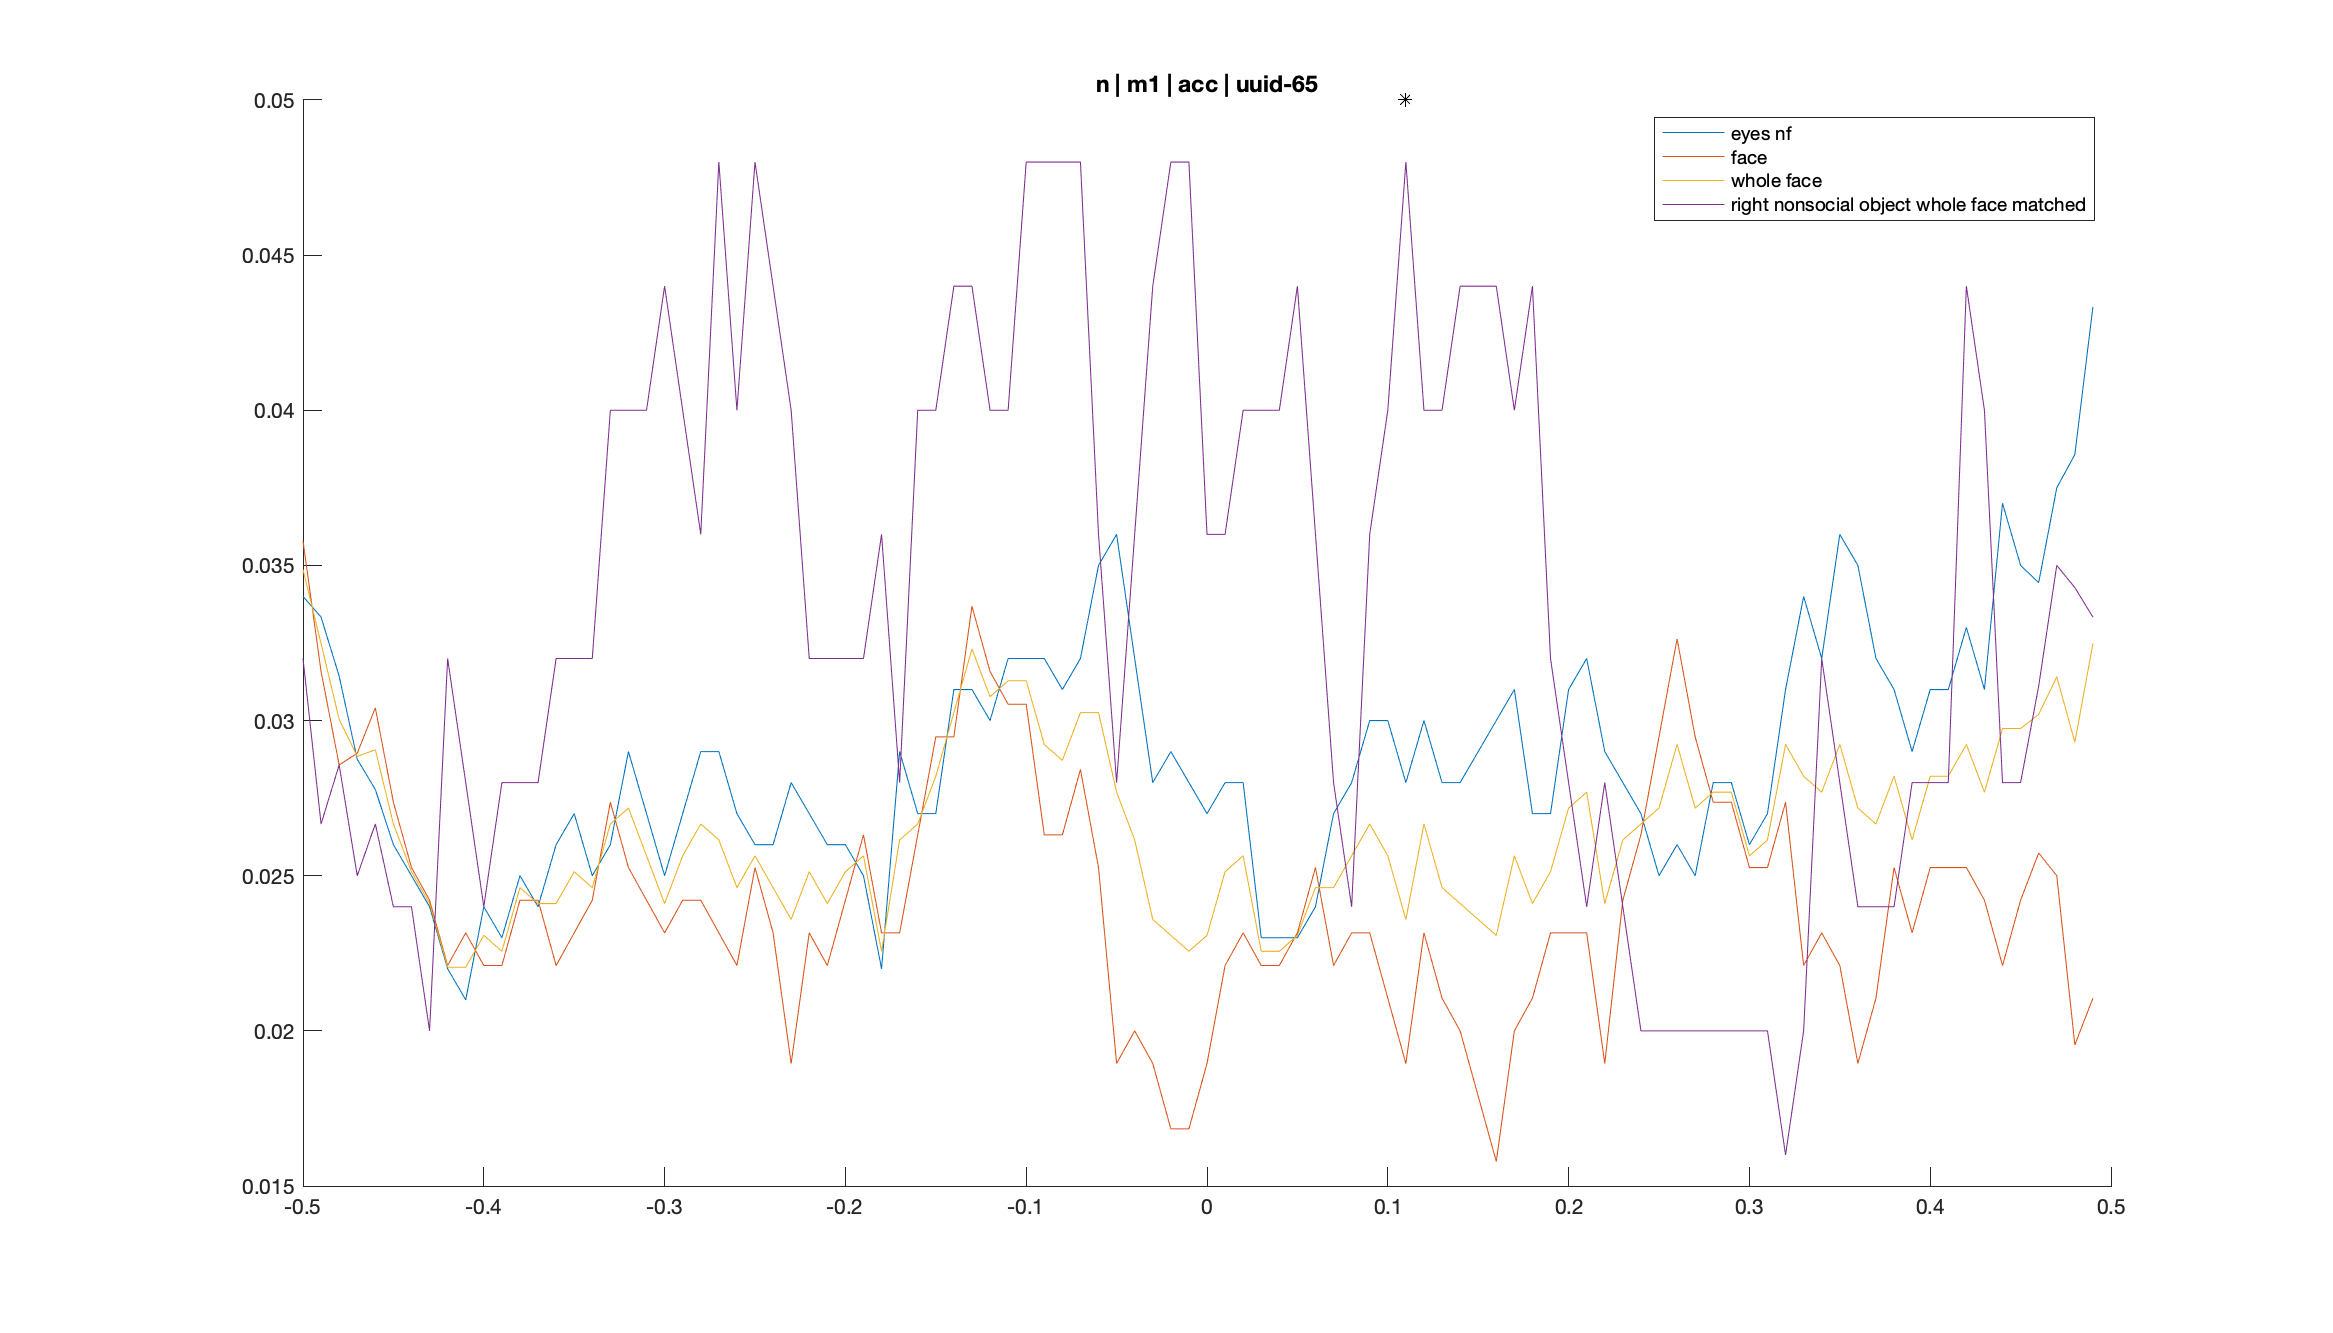 n | m1 | acc | uuid-65
0.05
0.045
0.04
0.035
0.03
0.025
0.02
0.015
eyes nf
face
whole face
right nonsocial object whole face matched
-0.5 -0.4 -0.3 -0.2 -0.1 0 0.1 0.2 0.3 0.4 0.5